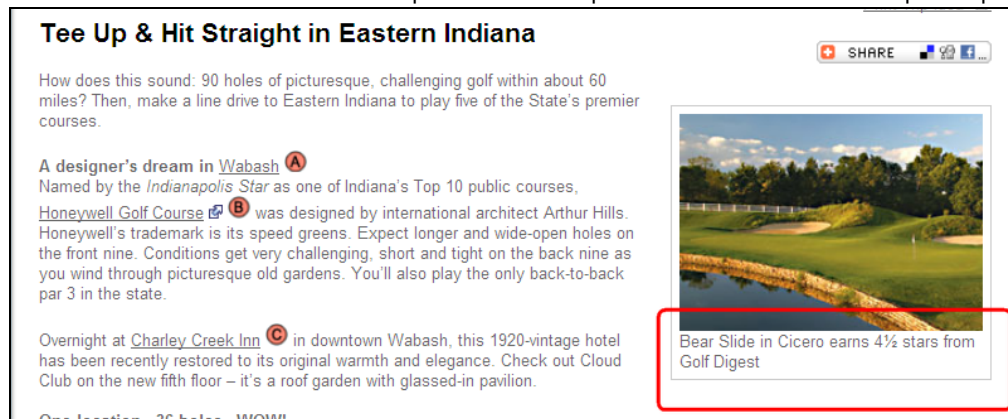 Tee Up & Hit Straight in Eastern Indiana
SHARE
How does this sound: 90 holes of picturesque, challenging golf within about 60
miles? Then, make a line drive to Eastern Indiana to play five of the State's premier
courses.
A designer's dream in Wabash A
Named by the Indianapolis Star as one of Indiana's Top 10 public courses,
Honeywell Golf Course B was designed by international architect Arthur Hills.
Honeywell's trademark is its speed greens. Expect longer and wide-open holes on
the front nine. Conditions get very challenging, short and tight on the back nine as
you wind through picturesque old gardens. You'll also play the only back-to-back
par 3 in the state.
Overnight at Charley Creek Inn C in downtown Wabash, this 1920-vintage hotel
has been recently restored to its original warmth and elegance. Check out Cloud
Club on the new fifth floor – it's a roof garden with glassed-in pavilion.
Bear Slide in Cicero earns 4½ stars from
Golf Digest